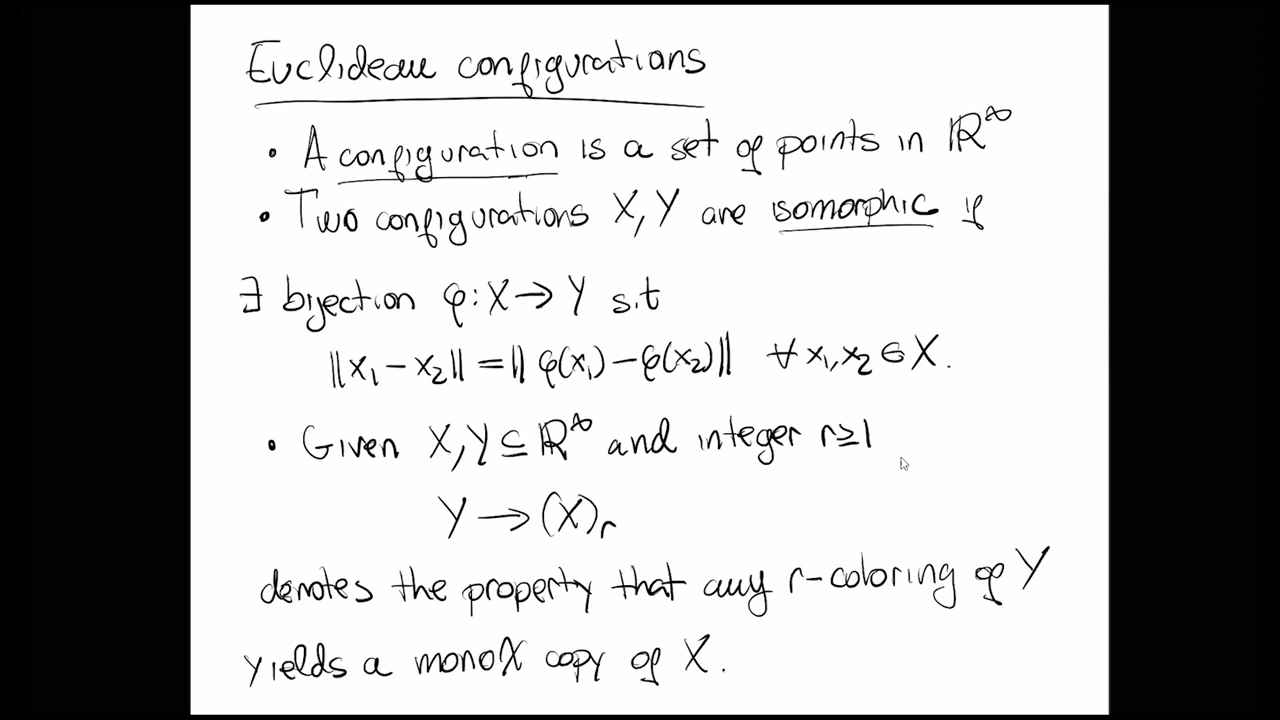 Euclidean configurations
• A configuration is a set of points in ℝ^∞
• Two configurations X, Y are isomorphic if
∃ bijection φ: X → Y s.t
||x₁ - x₂|| = || φ(x₁) - φ(x₂) || ∀ x₁, x₂ ∈ X.
• Given X, Y ⊆ ℝ^∞ and integer r ≥ 1
Y → (X)ᵣ
denotes the property that any r-coloring of Y
yields a monoχ copy of X.